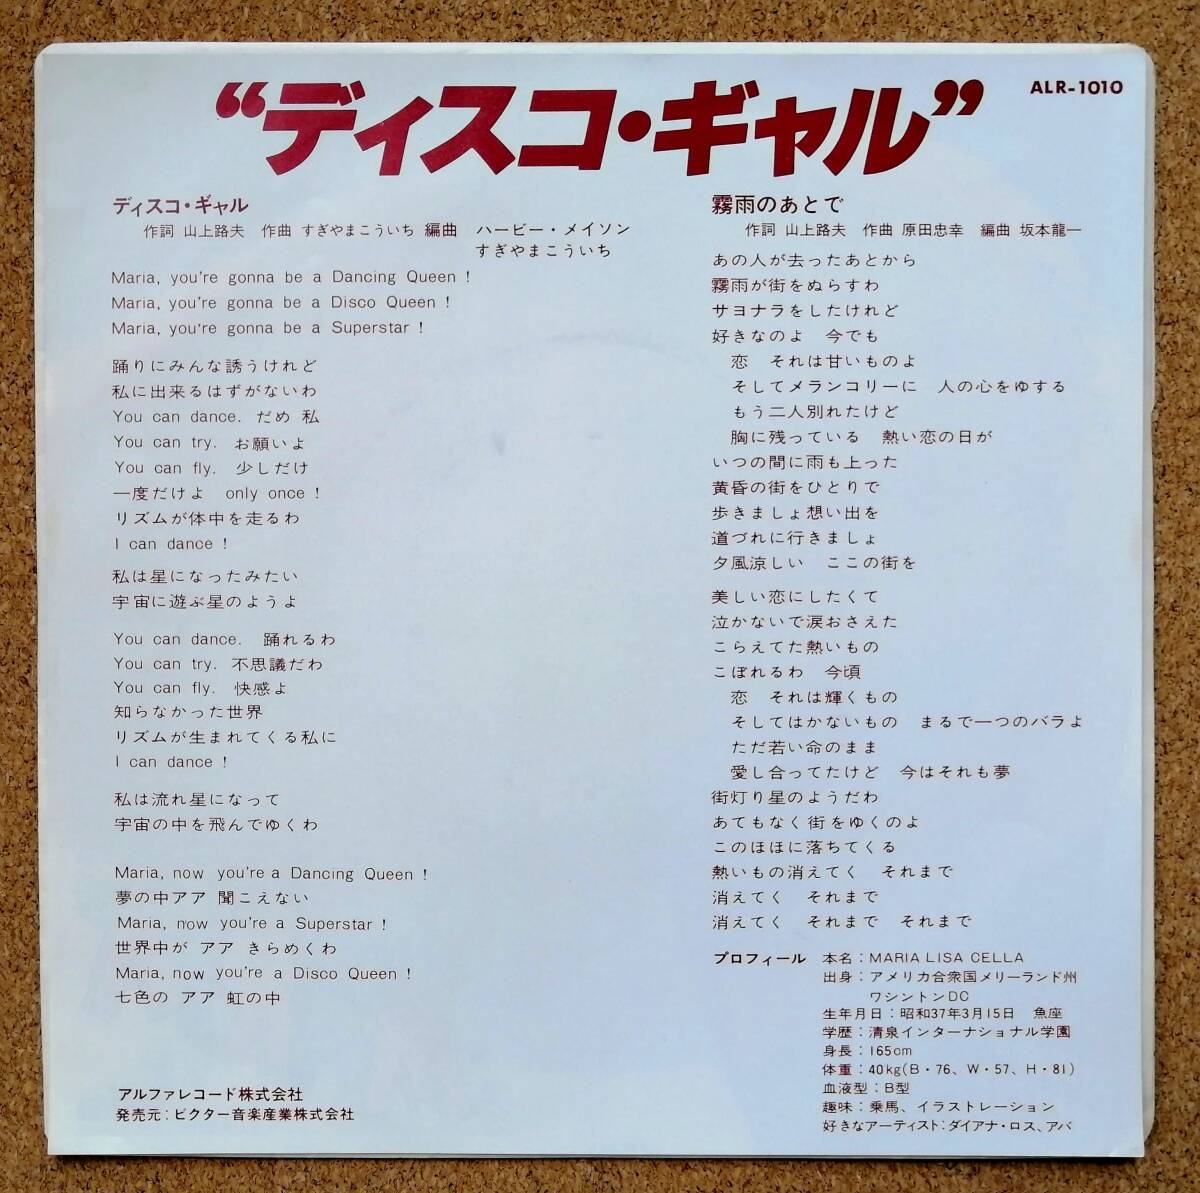 “ディスコ・ギャル”
ALR-1010
ディスコ・ギャル
作詞 山上路夫　作曲 すぎやまこういち 編曲　ハービー・メイソン
すぎやまこういち
Maria, you're gonna be a Dancing Queen !
Maria, you're gonna be a Disco Queen !
Maria, you're gonna be a Superstar !
踊りにみんな誘うけれど
私に出来るはずがないわ
You can dance. だめ 私
You can try. お願いよ
You can fly. 少しだけ
一度だけよ　only once !
リズムが体中を走るわ
I can dance !
私は星になったみたい
宇宙に遊ぶ星のようよ
You can dance. 踊れるわ
You can try. 不思議だわ
You can fly. 快感よ
知らなかった世界
リズムが生まれてくる私に
I can dance !
私は流れ星になって
宇宙の中を飛んでゆくわ
Maria, now you're a Dancing Queen !
夢の中アア 聞こえない
Maria, now you're a Superstar !
世界中が アア きらめくわ
Maria, now you're a Disco Queen !
七色の アア 虹の中
アルファレコード株式会社
発売元：ビクター音楽産業株式会社
霧雨のあとで
作詞 山上路夫　作曲 原田忠幸　編曲 坂本龍一
あの人が去ったあとから
霧雨が街をぬらすわ
サヨナラをしたけれど
好きなのよ　今でも
恋　それは甘いものよ
そしてメランコリーに　人の心をゆする
もう二人別れたけど
胸に残っている　熱い恋の日が
いつの間に雨も上った
黄昏の街をひとりで
歩きましょ想い出を
道づれに行きましょ
夕風涼しい　ここの街を
美しい恋にしたくて
泣かないで涙おさえた
こらえてた熱いもの
こぼれるわ　今頃
恋　それは輝くもの
そしてはかないもの　まるで一つのバラよ
ただ若い命のまま
愛し合ってたけど　今はそれも夢
街灯り星のようだわ
あてもなく街をゆくのよ
このほほに落ちてくる
熱いもの消えてく　それまで
消えてく　それまで
消えてく　それまで　それまで
プロフィール　本名：MARIA LISA CELLA
出身：アメリカ合衆国メリーランド州
ワシントンDC
生年月日：昭和37年3月15日　魚座
学歴：清泉インターナショナル学園
身長：165cm
体重：40kg(B・76、W・57、H・81)
血液型：B型
趣味：乗馬、イラストレーション
好きなアーティスト：ダイアナ・ロス、アバ